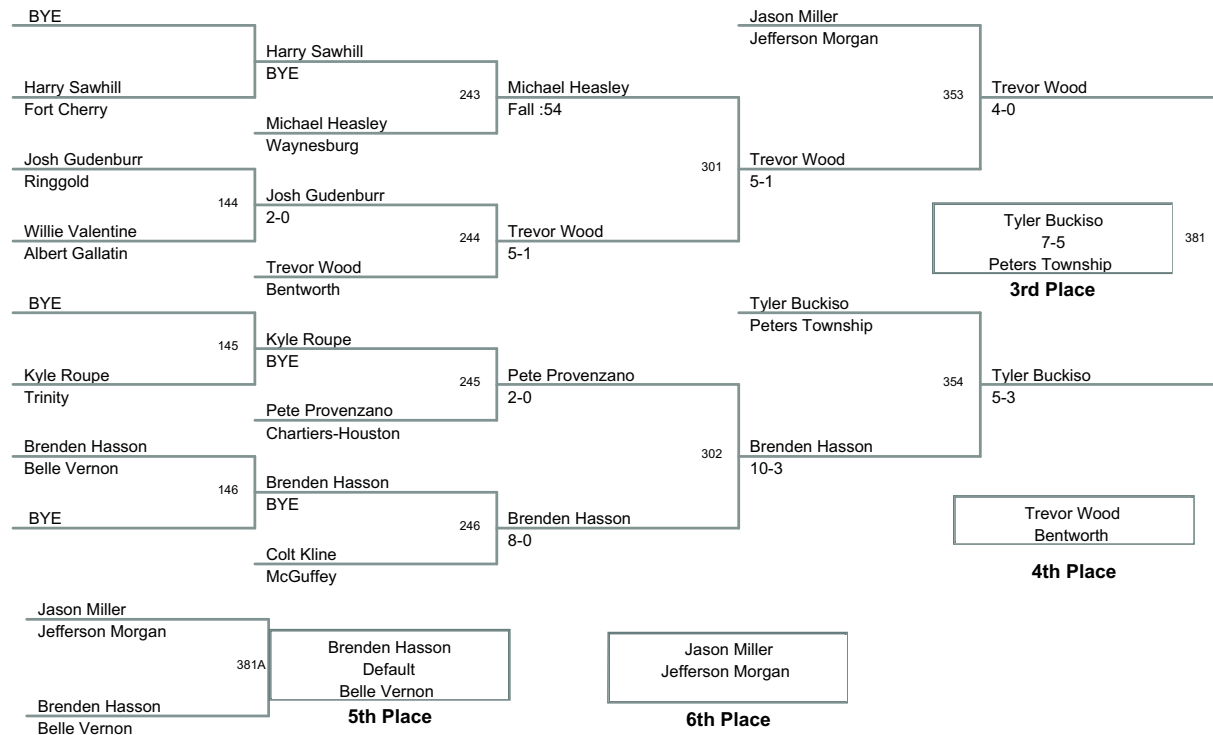 BYE
Harry Sawhill
Fort Cherry
Josh Gudenburr
Ringgold
144
Willie Valentine
Albert Gallatin
BYE
145
Kyle Roupe
Trinity
Brenden Hasson
Belle Vernon
146
BYE
Harry Sawhill
BYE
243
Michael Heasley
Waynesburg
Josh Gudenburr
2-0
244
Trevor Wood
Bentworth
Kyle Roupe
BYE
245
Pete Provenzano
Chartiers-Houston
Brenden Hasson
BYE
246
Colt Kline
McGuffey
Michael Heasley
Fall :54
301
Trevor Wood
5-1
Pete Provenzano
2-0
302
Brenden Hasson
8-0
Jason Miller
Jefferson Morgan
353
Trevor Wood
5-1
Tyler Buckiso
Peters Township
354
Brenden Hasson
10-3
Trevor Wood
4-0
Tyler Buckiso
7-5
Peters Township
381
3rd Place
Tyler Buckiso
5-3
Trevor Wood
Bentworth
4th Place
Jason Miller
Jefferson Morgan
381A
Brenden Hasson
Belle Vernon
Brenden Hasson
Default
Belle Vernon
5th Place
Jason Miller
Jefferson Morgan
6th Place